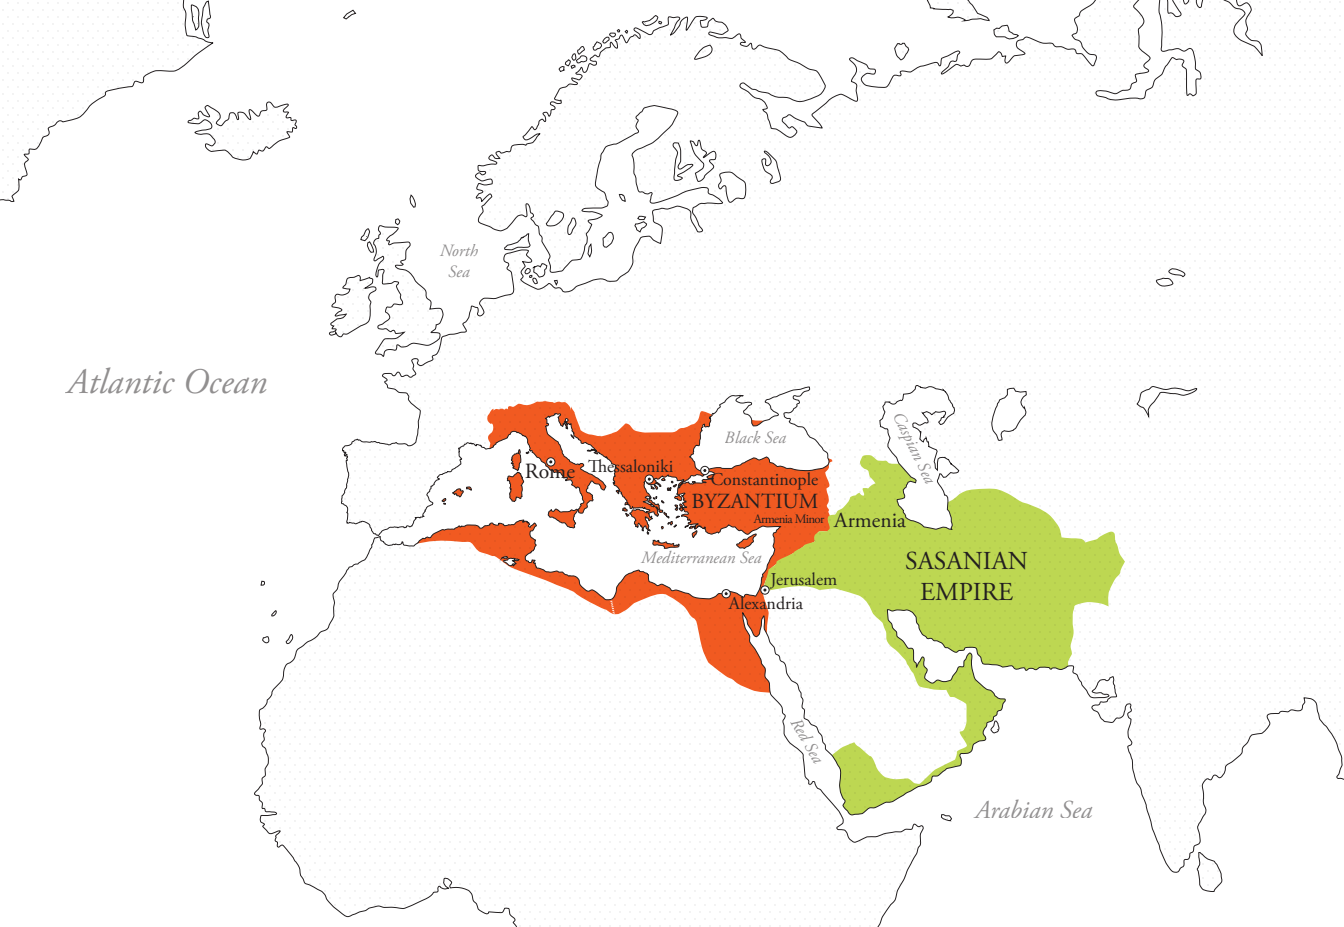 North
Sea
Atlantic Ocean
Black Sea
Caspian Sea
Rome
Thessaloniki
Constantinople
BYZANTIUM
Armenia Minor
Armenia
Mediterranean Sea
SASANIAN
EMPIRE
Jerusalem
Alexandria
Red Sea
Arabian Sea